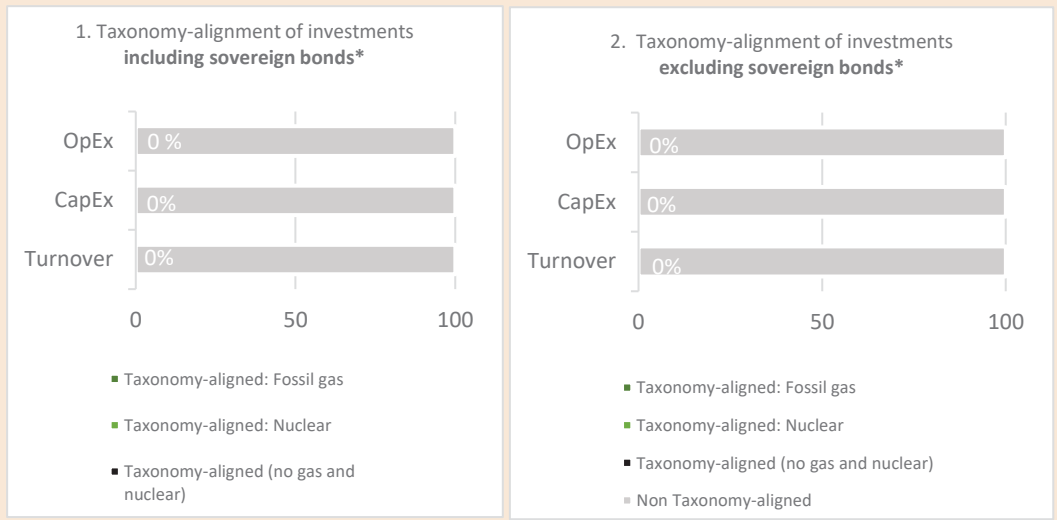 1. Taxonomy-alignment of investments
including sovereign bonds*
OpEx
0 %
CapEx
0%
Turnover
0%
0
50
100
Taxonomy-aligned: Fossil gas
Taxonomy-aligned: Nuclear
Taxonomy-aligned (no gas and
nuclear)
2. Taxonomy-alignment of investments
excluding sovereign bonds*
OpEx
0%
CapEx
0%
Turnover
0%
0
50
100
Taxonomy-aligned: Fossil gas
Taxonomy-aligned: Nuclear
Taxonomy-aligned (no gas and nuclear)
Non Taxonomy-aligned